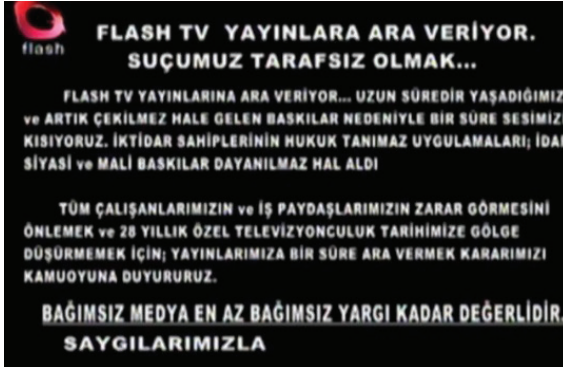 flash
FLASH TV YAYINLARA ARA VERİYOR.
SUÇUMUZ TARAFSIZ OLMAK...
FLASH TV YAYINLARINA ARA VERİYOR... UZUN SÜREDİR YAŞADIĞIMIZ
ve ARTIK ÇEKİLMEZ HALE GELEN BASKILAR NEDENİYLE BİR SÜRE SESİMİZİ
KISIYORUZ. İKTİDAR SAHİPLERİNİN HUKUK TANIMAZ UYGULAMALARI;
SİYASİ ve MALİ BASKILAR DAYANILMAZ HAL ALDI
TÜM ÇALIŞANLARIMIZIN ve İŞ PAYDAŞLARIMIZIN ZARAR GÖRMESİNİ
ÖNLEMEK ve 28 YILLIK ÖZEL TELEVİZYONCULUK TARİHİMİZE GÖLGE
DÜŞÜRMEMEK İÇİN; YAYINLARIMIZA BİR SÜRE ARA VERMEK KARARIMIZI
KAMUOYUNA DUYURURUZ.
BAĞIMSIZ MEDYA EN AZ BAĞIMSIZ YARGI KADAR DEĞERLİDİR.
SAYGILARIMIZLA